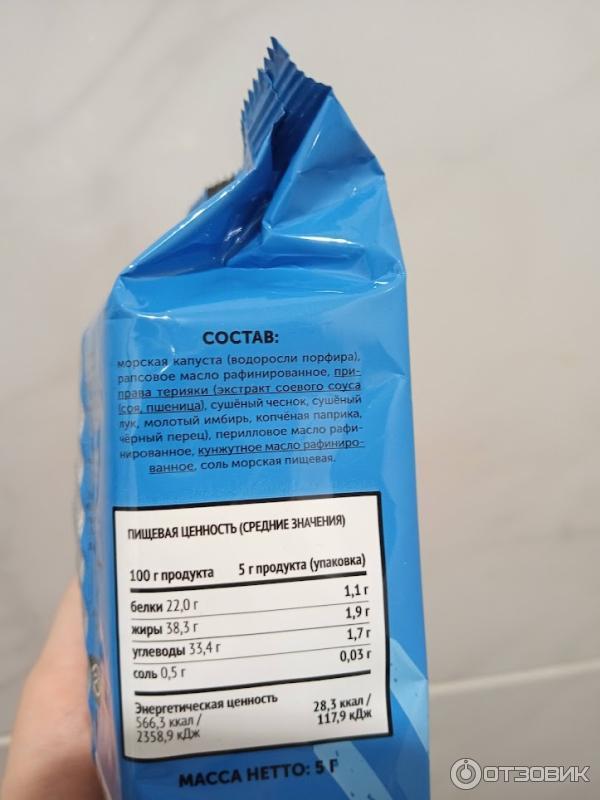 СОСТАВ:
морская капуста (водоросли порфира),
рапсовое масло рафинированное, при-
права терияки (экстракт соевого соуса
(соя, пшеница), сушёный чеснок, сушёный
лук, молотый имбирь, копчёная паприка,
чёрный перец), перилловое масло рафи-
нированное, кунжутное масло рафиниро-
ванное, соль морская пищевая.
ПИЩЕВАЯ ЦЕННОСТЬ (СРЕДНИЕ ЗНАЧЕНИЯ)
100 г продукта 5 г продукта (упаковка)
белки 22,0 г 1,1 г
жиры 38,3 г 1,9 г
углеводы 33,4 г 1,7 г
соль 0,5 г 0,03 г
Энергетическая ценность
566,3 ккал / 28,3 ккал /
2358,9 кДж 117,9 кДж
МАССА НЕТТО: 5 Г
ОТЗОВИК